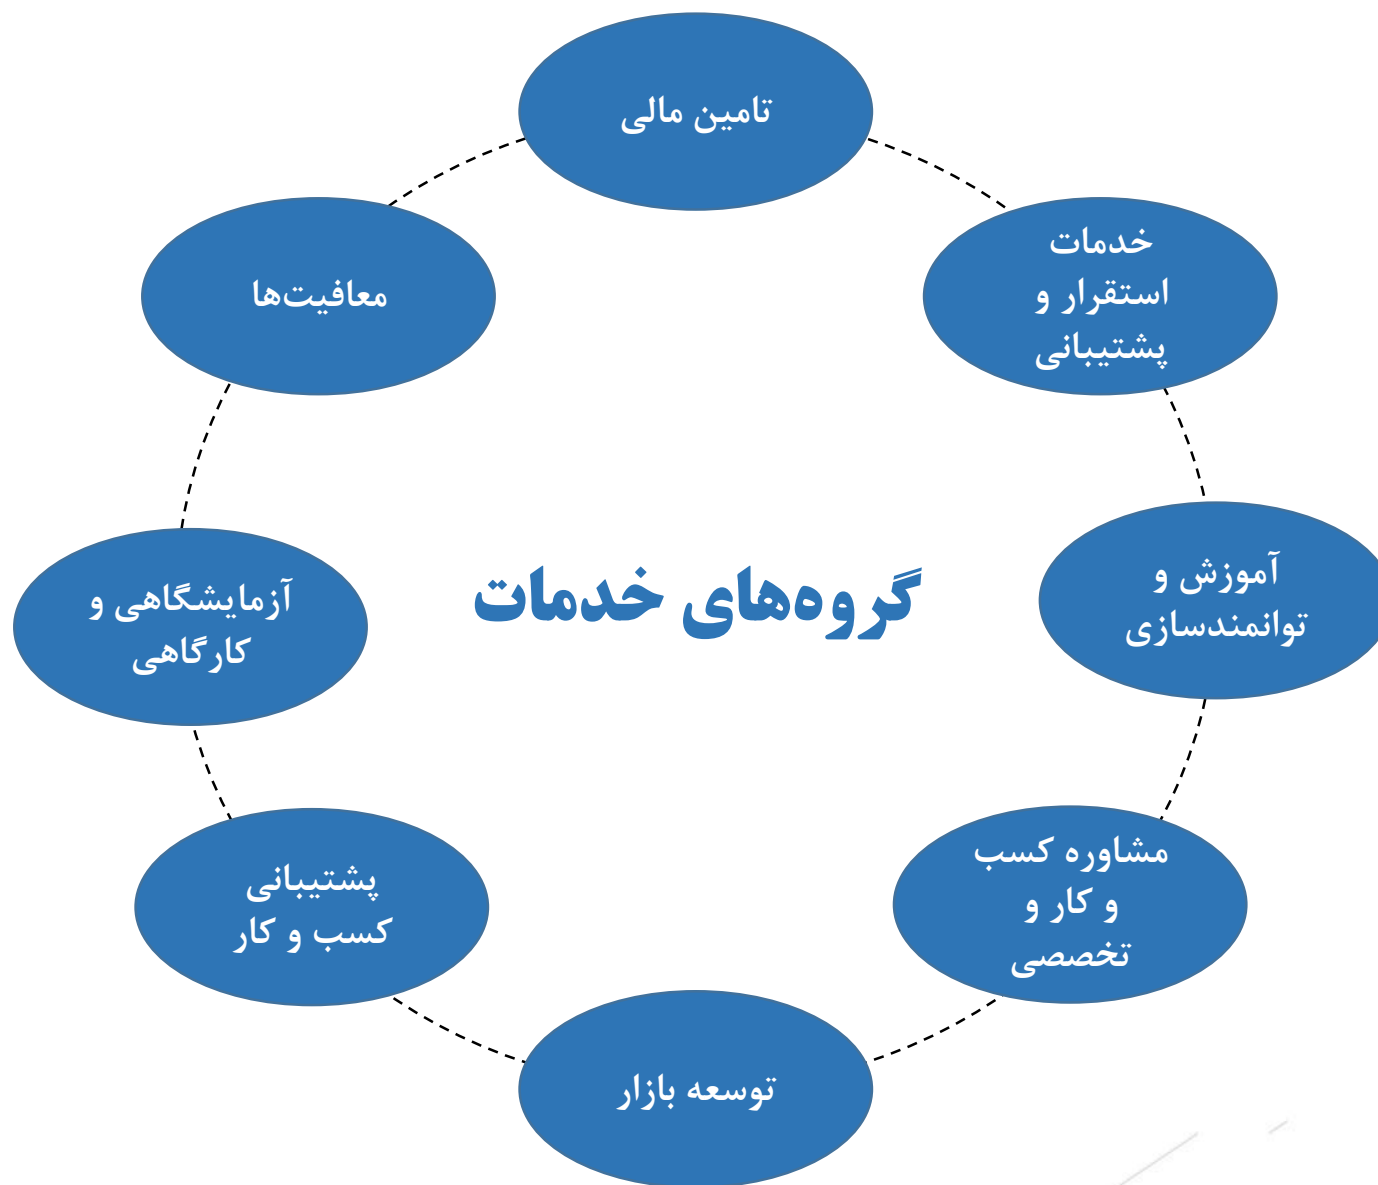 تامین مالی
خدمات
استقرار و
پشتیبانی
معافیت‌ها
آموزش و
توانمندسازی
گروه‌های خدمات
آزمایشگاهی و
کارگاهی
مشاوره کسب
و کار و
تخصصی
پشتیبانی
کسب و کار
توسعه بازار